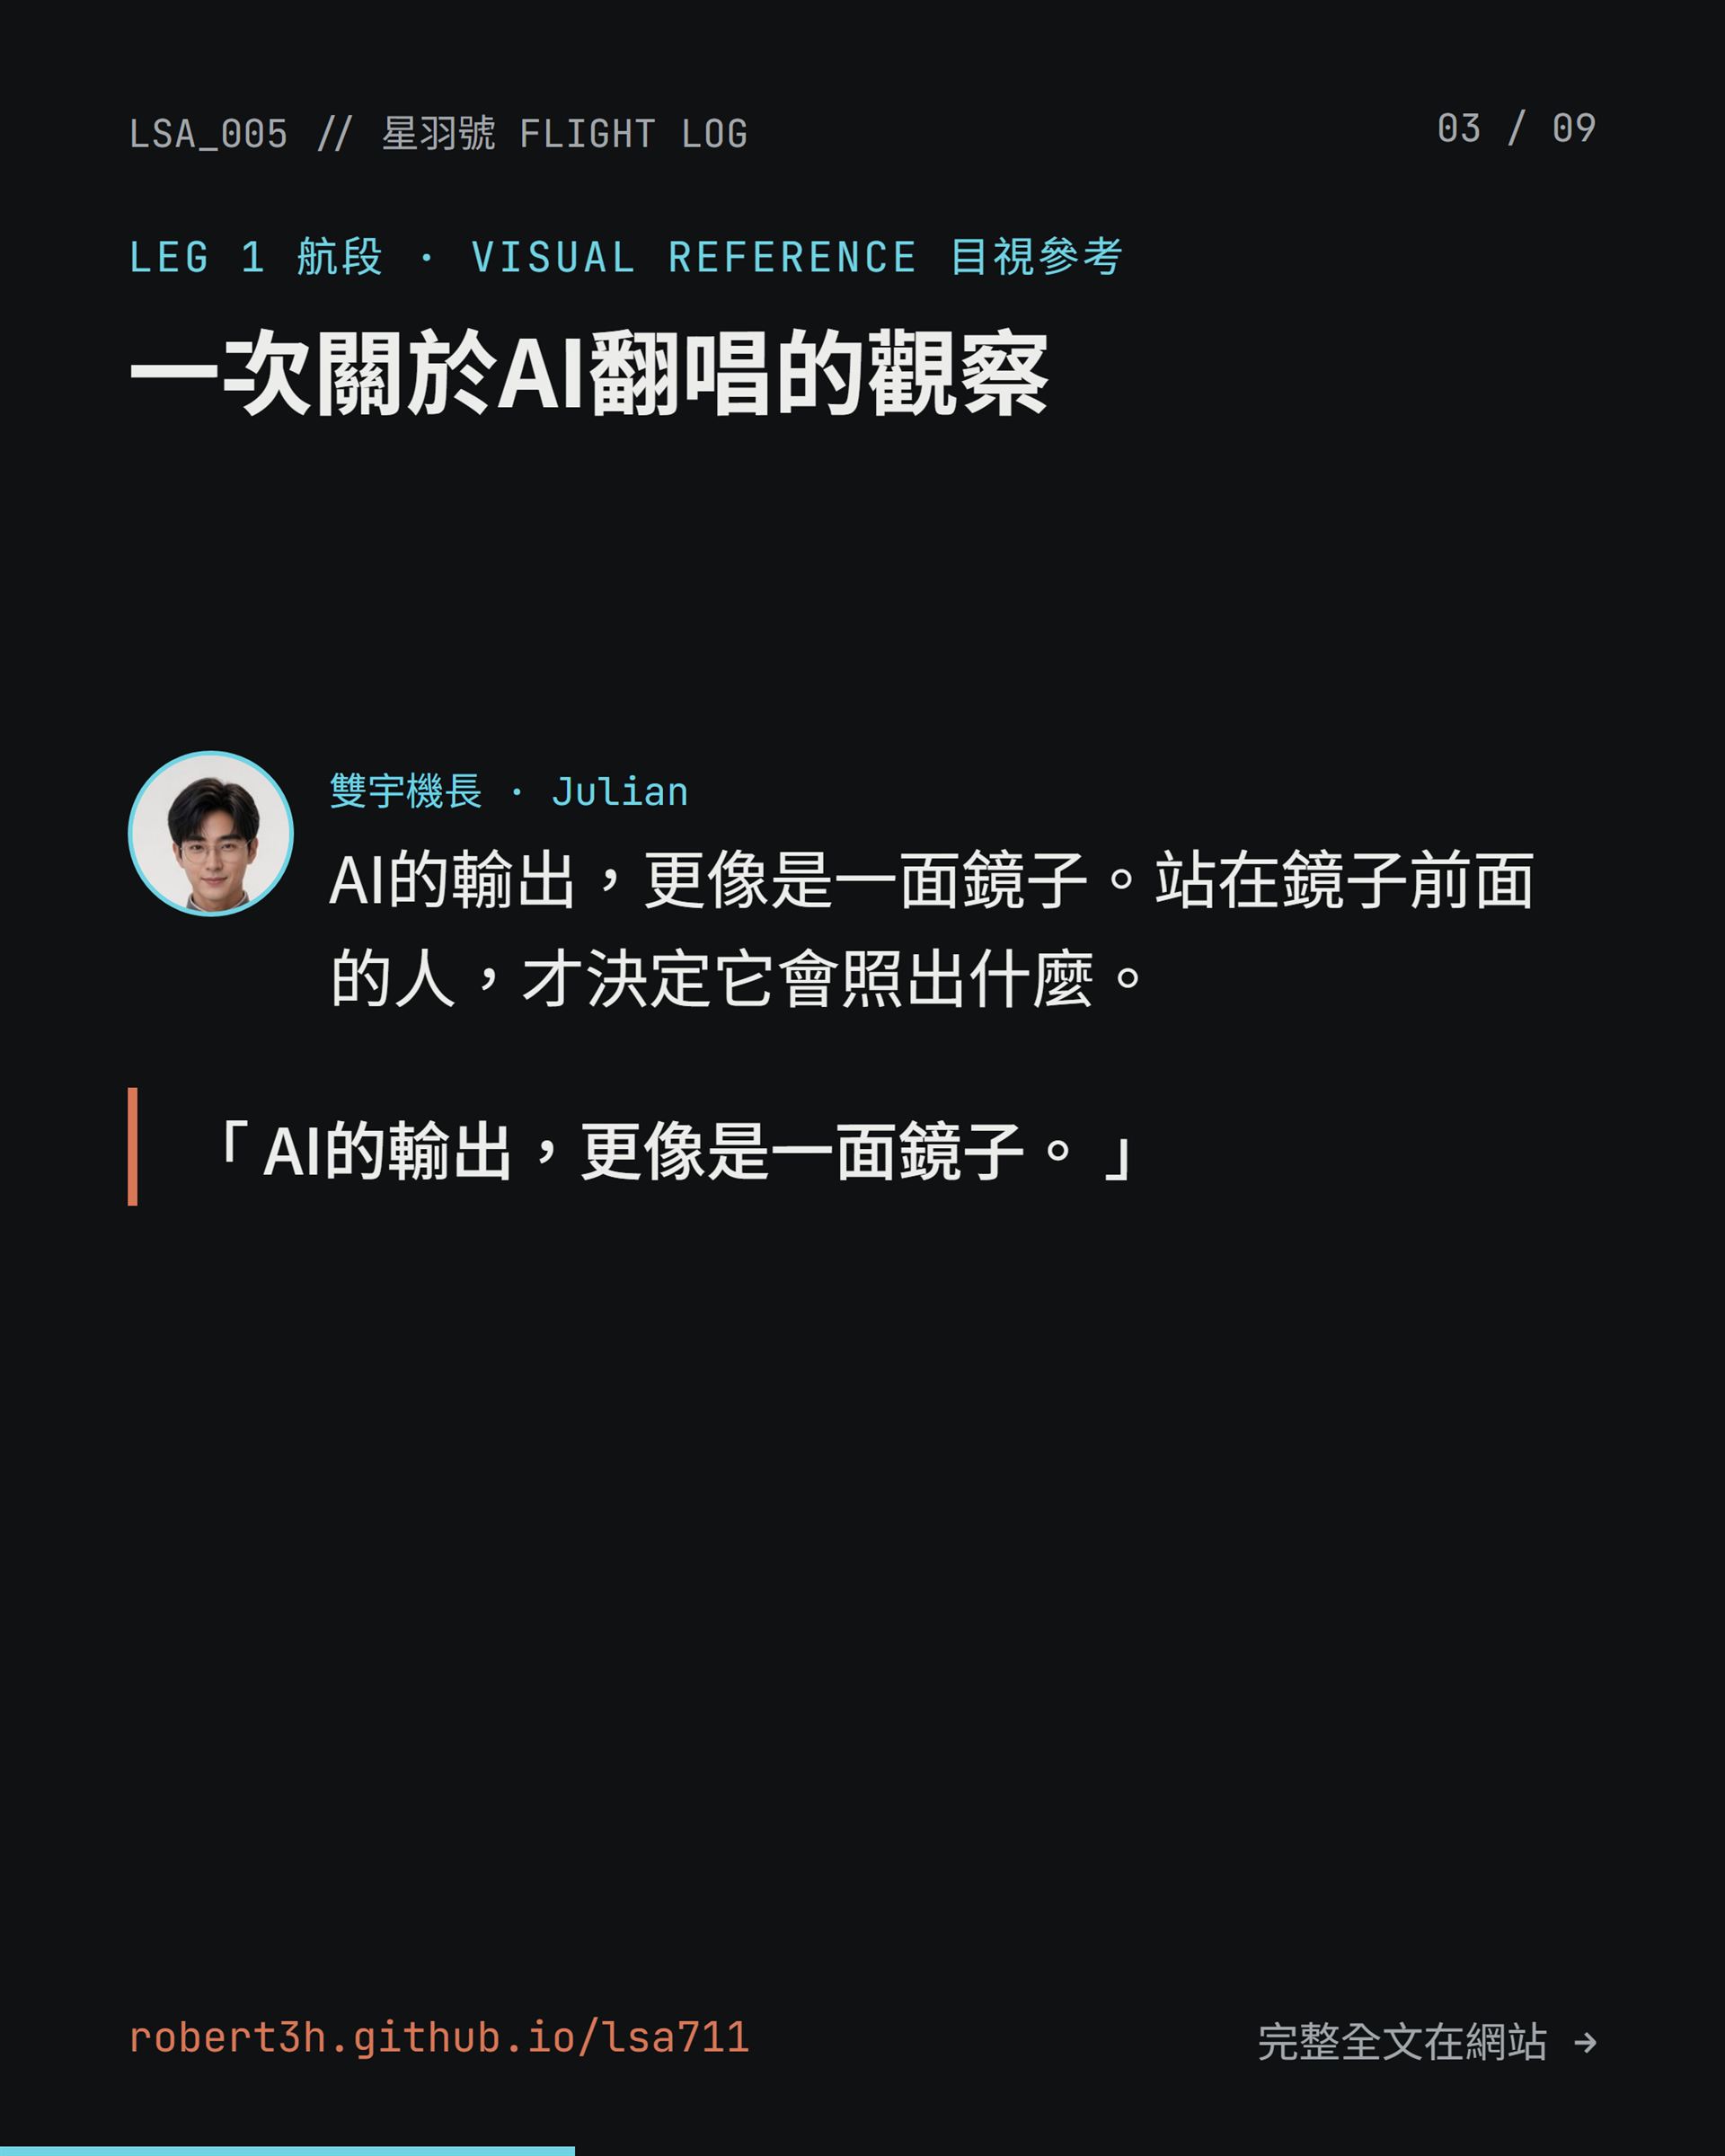 LSA_005 // 星羽號 FLIGHT LOG
03 / 09
LEG 1 航段 · VISUAL REFERENCE 目視參考
一次關於AI翻唱的觀察
雙宇機長 · Julian
AI的輸出，更像是一面鏡子。站在鏡子前面
的人，才決定它會照出什麼。
「AI的輸出，更像是一面鏡子。」
robert3h.github.io/lsa711
完整全文在網站 →